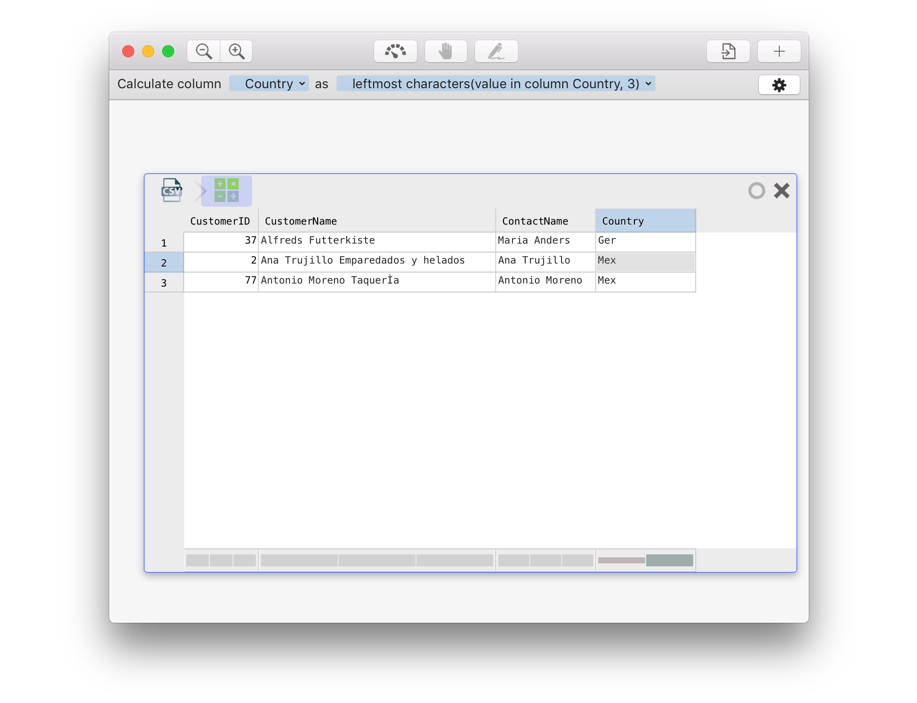 Calculate column Country as leftmost characters(value in column Country, 3)
CSV
CustomerID CustomerName ContactName Country
1 37 Alfreds Futterkiste Maria Anders Ger
2 2 Ana Trujillo Emparedados y helados Ana Trujillo Mex
3 77 Antonio Moreno TaquerÌa Antonio Moreno Mex